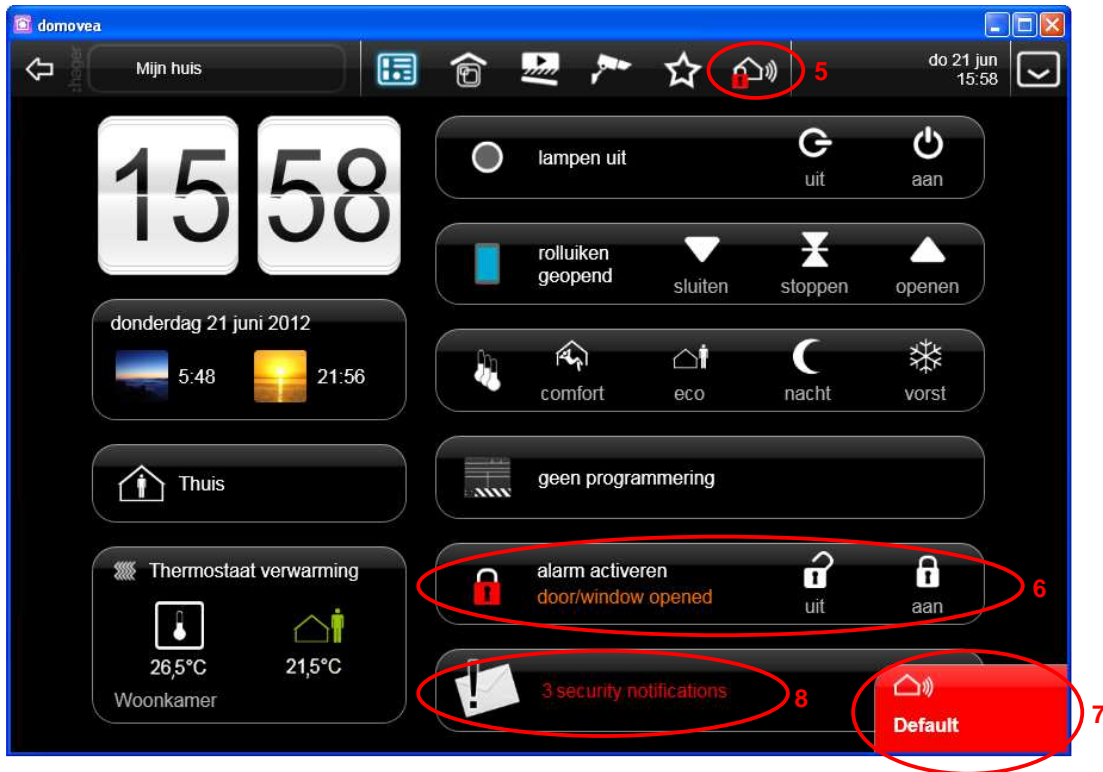 domovea
:hager
Mijn huis
5
do 21 jun
15:58
15 58
lampen uit
uit
aan
rolluiken
geopend
sluiten
stoppen
openen
donderdag 21 juni 2012
5:48
21:56
comfort
eco
nacht
vorst
Thuis
geen programmering
Thermostaat verwarming
26,5°C
21,5°C
Woonkamer
alarm activeren
door/window opened
uit
aan
6
3 security notifications
8
Default
7